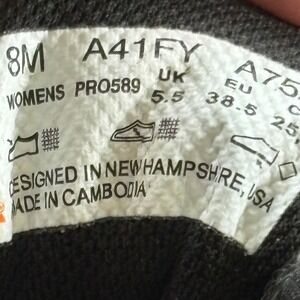 8M A41FY A75
WOMENS PRO589 UK EU
5.5 38.5 25
DESIGNED IN NEW HAMPSHIRE, USA
MADE IN CAMBODIA